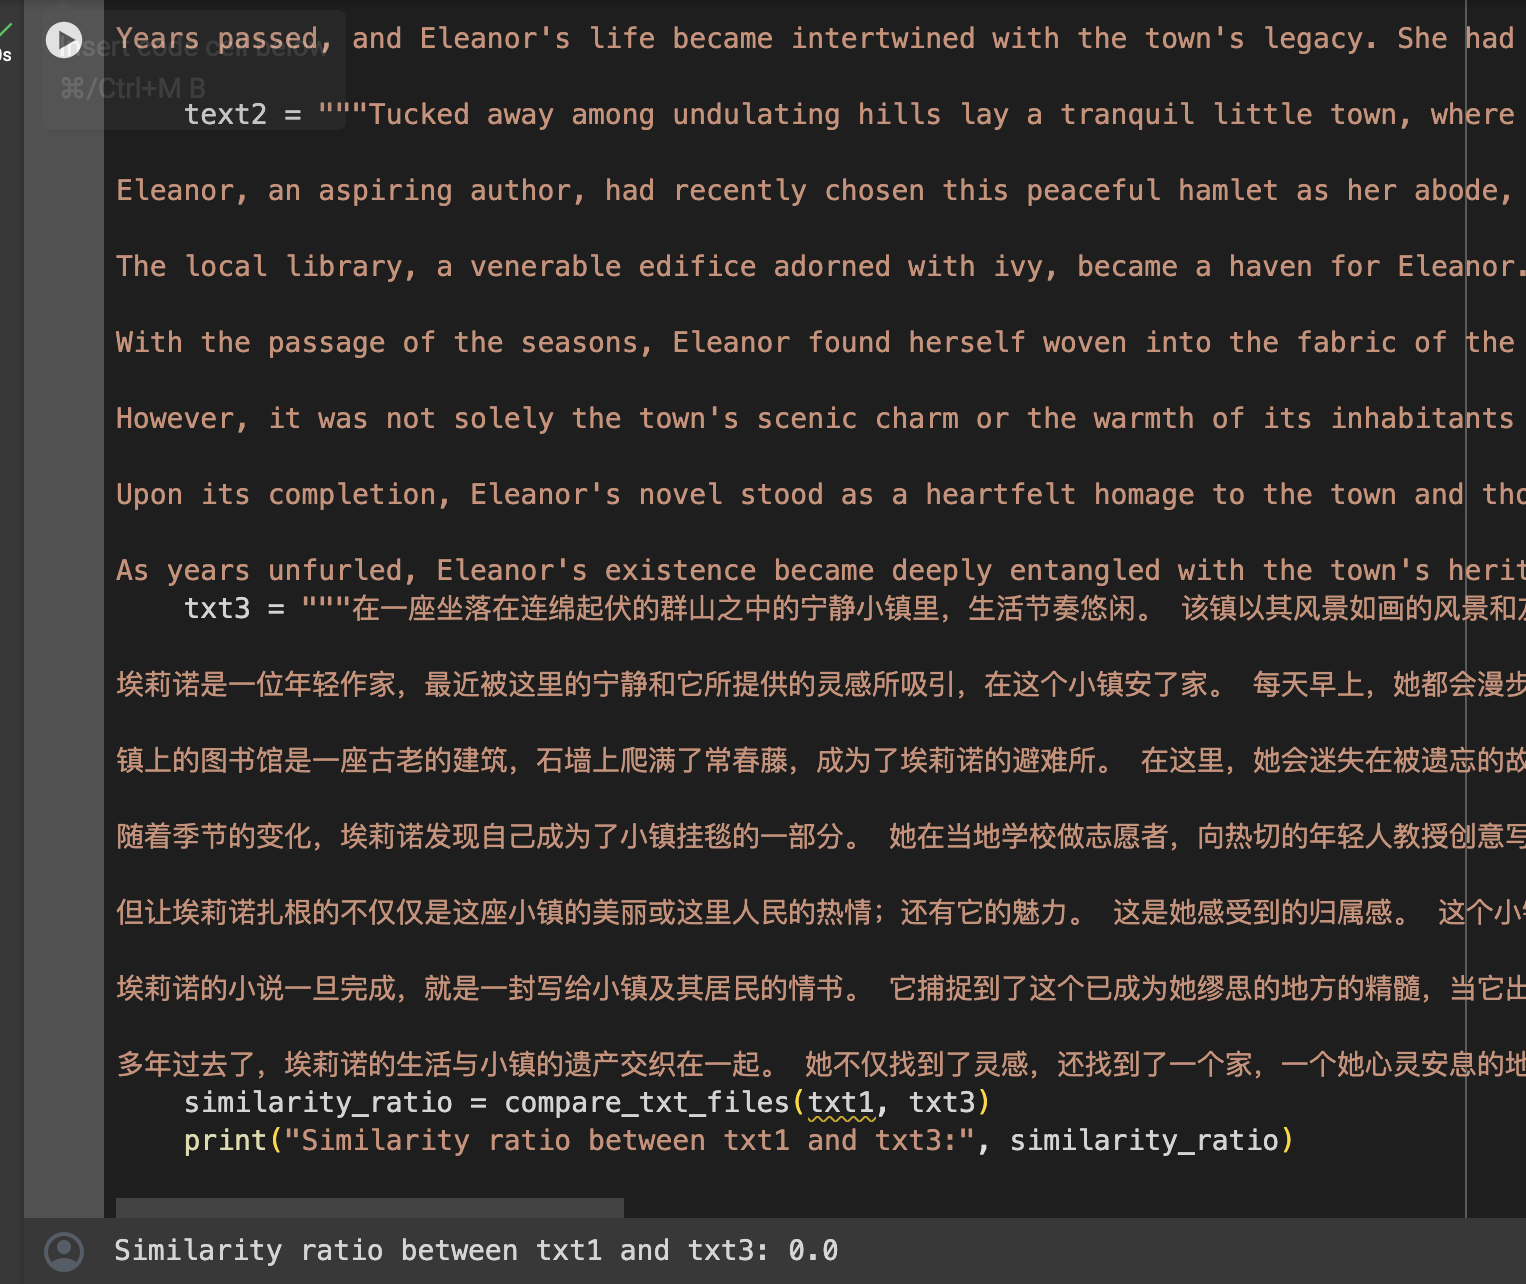 Years passed, and Eleanor's life became intertwined with the town's legacy. She had
Insert code cell below
⌘/Ctrl+M B
0s
text2 = """Tucked away among undulating hills lay a tranquil little town, where
Eleanor, an aspiring author, had recently chosen this peaceful hamlet as her abode,
The local library, a venerable edifice adorned with ivy, became a haven for Eleanor.
With the passage of the seasons, Eleanor found herself woven into the fabric of the
However, it was not solely the town's scenic charm or the warmth of its inhabitants
Upon its completion, Eleanor's novel stood as a heartfelt homage to the town and tho
As years unfurled, Eleanor's existence became deeply entangled with the town's herit
txt3 = """在一座坐落在连绵起伏的群山之中的宁静小镇里，生活节奏悠闲。 该镇以其风景如画的风景和
埃莉诺是一位年轻作家，最近被这里的宁静和它所提供的灵感所吸引，在这个小镇安了家。 每天早上，她都会漫步
镇上的图书馆是一座古老的建筑，石墙上爬满了常春藤，成为了埃莉诺的避难所。 在这里，她会迷失在被遗忘的故
随着季节的变化，埃莉诺发现自己成为了小镇挂毯的一部分。 她在当地学校做志愿者，向热切的年轻人教授创意写
但让埃莉诺扎根的不仅仅是这座小镇的美丽或这里人民的热情；还有它的魅力。 这是她感受到的归属感。 这个小
埃莉诺的小说一旦完成，就是一封写给小镇及其居民的情书。 它捕捉到了这个已成为她缪思的地方的精髓，当它出
多年过去了，埃莉诺的生活与小镇的遗产交织在一起。 她不仅找到了灵感，还找到了一个家，一个她心灵安息的地
similarity_ratio = compare_txt_files(txt1, txt3)
print("Similarity ratio between txt1 and txt3:", similarity_ratio)
Similarity ratio between txt1 and txt3: 0.0